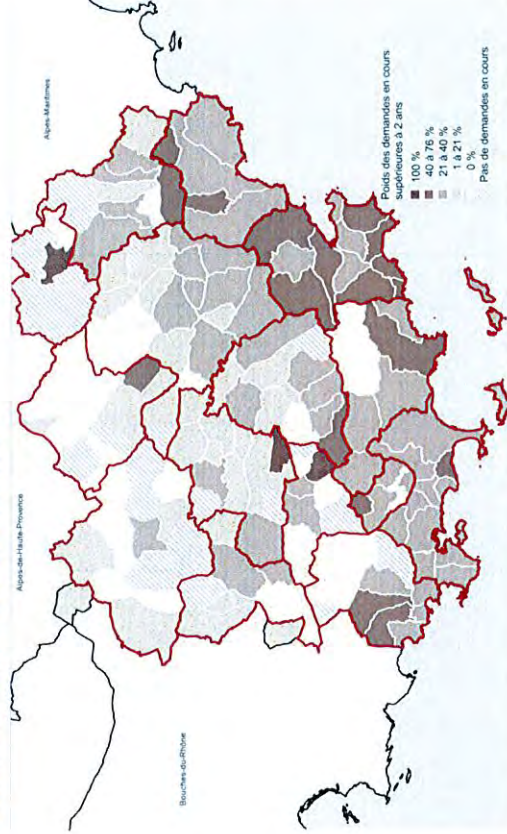 Alpes-Maritimes
Alpes-de-Haute-Provence
Bouches-du-Rhône
Poids des demandes en cours
supérieures à 2 ans
100 %
40 à 76 %
21 à 40 %
1 à 21 %
0 %
Pas de demandes en cours